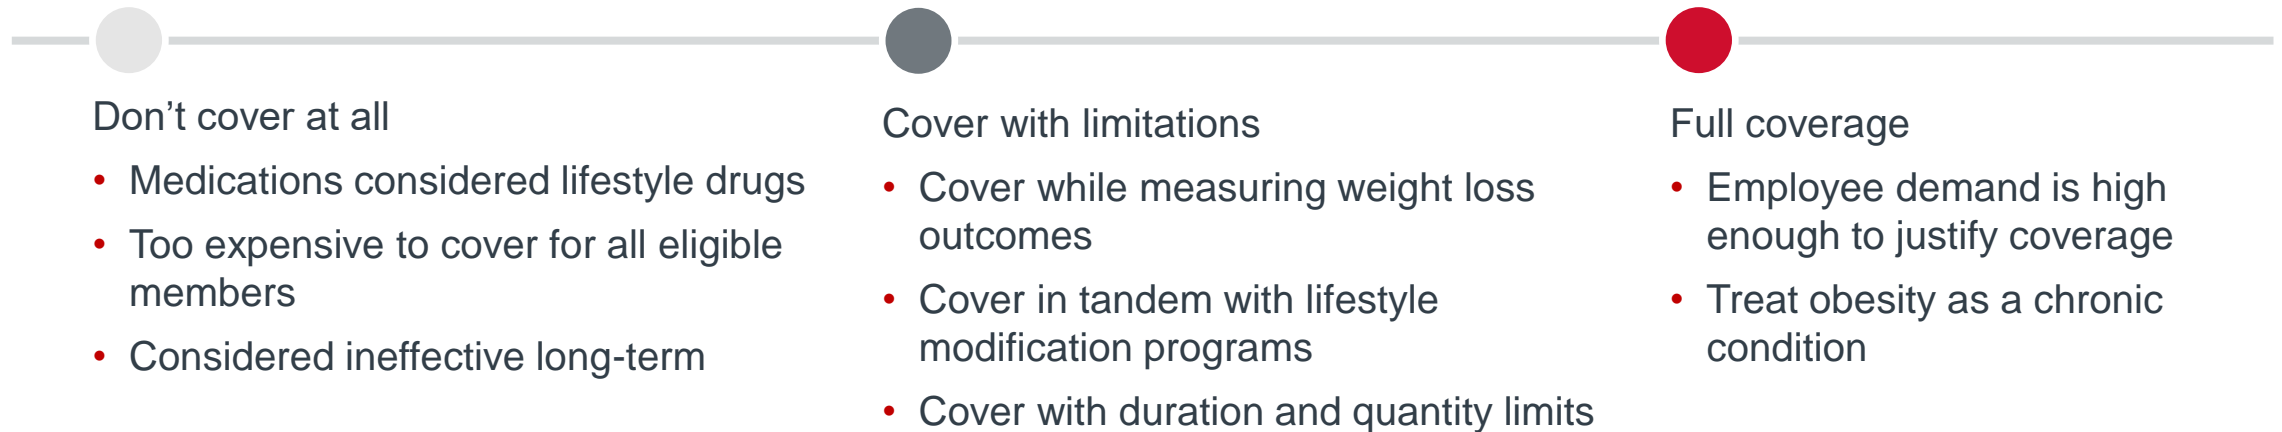 Don’t cover at all
• Medications considered lifestyle drugs
• Too expensive to cover for all eligible
members
• Considered ineffective long-term
Cover with limitations
• Cover while measuring weight loss
outcomes
• Cover in tandem with lifestyle
modification programs
• Cover with duration and quantity limits
Full coverage
• Employee demand is high
enough to justify coverage
• Treat obesity as a chronic
condition